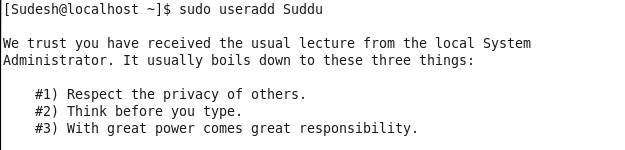 [Sudesh@localhost ~]$ sudo useradd Suddu
We trust you have received the usual lecture from the local System
Administrator. It usually boils down to these three things:
#1) Respect the privacy of others.
#2) Think before you type.
#3) With great power comes great responsibility.